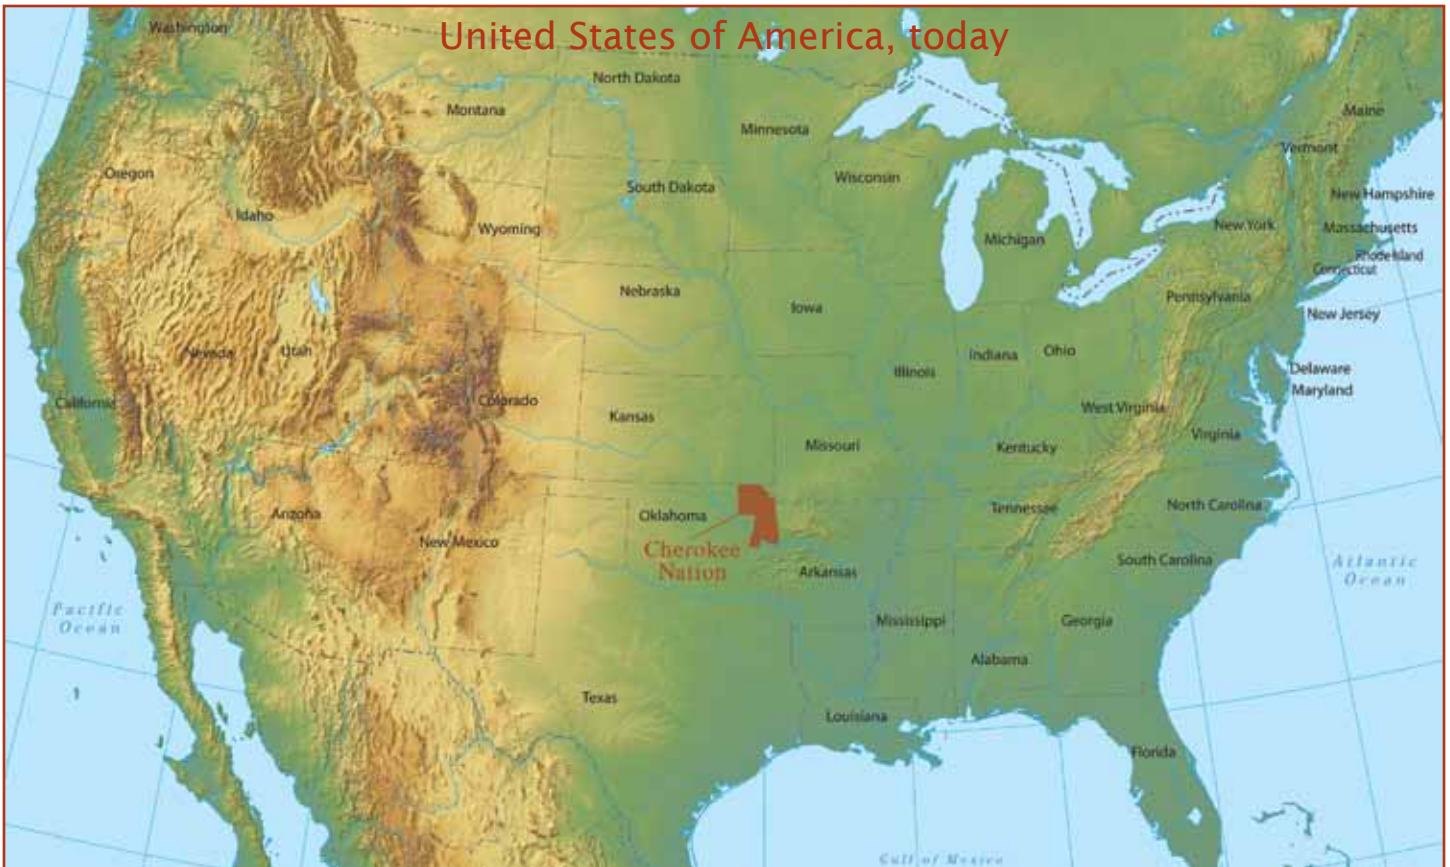 United States of America, today
Washington
North Dakota
Montana
Minnesota
Maine
Vermont
Oregon
Wisconsin
South Dakota
New Hampshire
Idaho
Wyoming
Michigan
New York
Massachusetts
Rhode Island
Connecticut
Nebraska
Pennsylvania
Iowa
New Jersey
Nevada
Utah
Indiana
Ohio
Illinois
Delaware
Maryland
California
Colorado
Kansas
West Virginia
Virginia
Missouri
Kentucky
Arizona
Oklahoma
Tennessee
North Carolina
New Mexico
Cherokee
Nation
Arkansas
South Carolina
Atlantic
Ocean
Pacific
Ocean
Mississippi
Georgia
Alabama
Texas
Louisiana
Florida
Gulf of Mexico